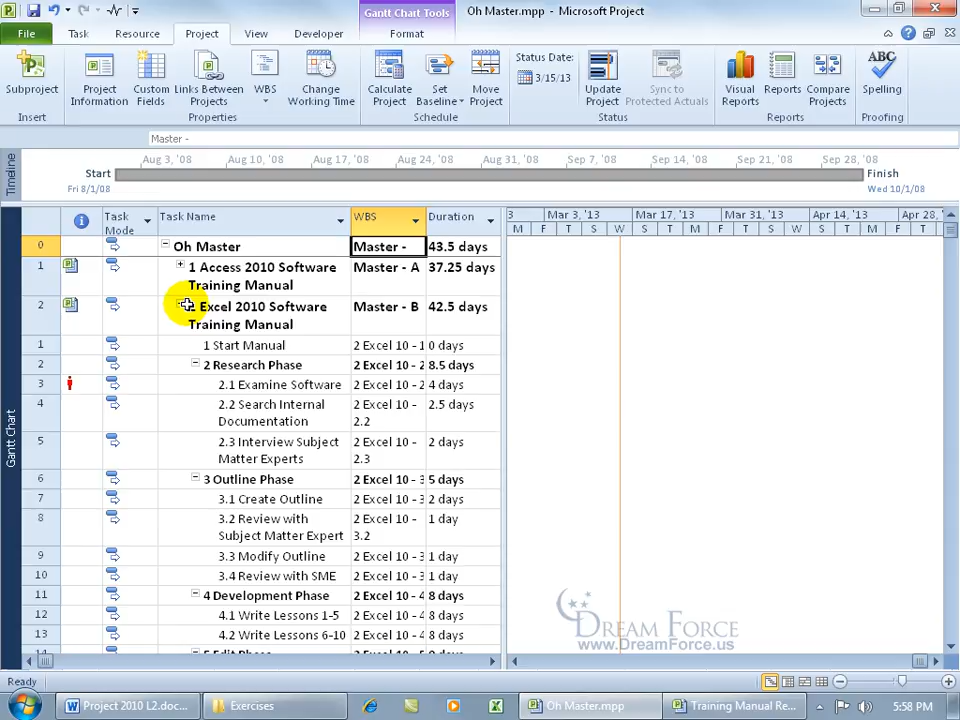 Gantt Chart Tools
Oh Master.mpp - Microsoft Project
File Task Resource Project View Developer Format
Subproject
Project Information
Custom Fields
Links Between Projects
WBS
Change Working Time
Calculate Project
Set Baseline
Move Project
Status Date:
3/15/13
Update Project
Sync to Protected Actuals
Visual Reports
Reports
Compare Projects
ABC
Spelling
Insert Properties Schedule Status Reports Proofing
Master -
Timeline
Start
Fri 8/1/08
Aug 3, '08 Aug 10, '08 Aug 17, '08 Aug 24, '08 Aug 31, '08 Sep 7, '08 Sep 14, '08 Sep 21, '08 Sep 28, '08
Finish
Wed 10/1/08
Gantt Chart
Task Mode Task Name WBS Duration
3 Mar 3, '13 Mar 17, '13 Mar 31, '13 Apr 14, '13 Apr 28,
M F T S W S T M F T S W S T M
0 Oh Master Master - 43.5 days
1 1 Access 2010 Software Training Manual Master - A 37.25 days
2 Excel 2010 Software Training Manual Master - B 42.5 days
1 1 Start Manual 2 Excel 10 - 1 0 days
2 2 Research Phase 2 Excel 10 - 2 8.5 days
3 2.1 Examine Software 2 Excel 10 - 2 4 days
4 2.2 Search Internal Documentation 2 Excel 10 - 2.2 2.5 days
5 2.3 Interview Subject Matter Experts 2 Excel 10 - 2.3 2 days
6 3 Outline Phase 2 Excel 10 - 3 5 days
7 3.1 Create Outline 2 Excel 10 - 3 2 days
8 3.2 Review with Subject Matter Expert 2 Excel 10 - 3.2 1 day
9 3.3 Modify Outline 2 Excel 10 - 3 1 day
10 3.4 Review with SME 2 Excel 10 - 3 1 day
11 4 Development Phase 2 Excel 10 - 4 8 days
12 4.1 Write Lessons 1-5 2 Excel 10 - 4 8 days
13 4.2 Write Lessons 6-10 2 Excel 10 - 4 8 days
DREAM FORCE
www.DreamForce.us
Ready
Project 2010 L2.doc... Exercises Oh Master.mpp Training Manual Re... 5:58 PM